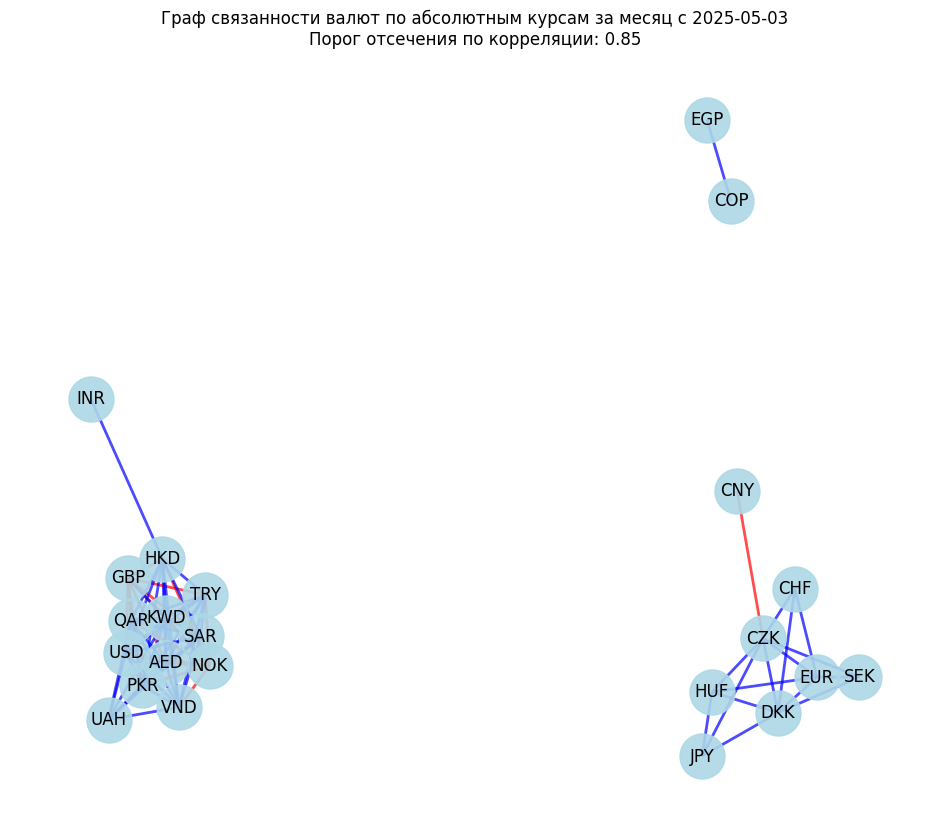 Граф связанности валют по абсолютным курсам за месяц с 2025-05-03
Порог отсечения по корреляции: 0.85
EGP
COP
INR
CNY
HKD
GBP
CHF
TRY
QAR
KWD
SAR
CZK
USD
AED
NOK
EUR
SEK
PKR
HUF
UAH
VND
DKK
JPY